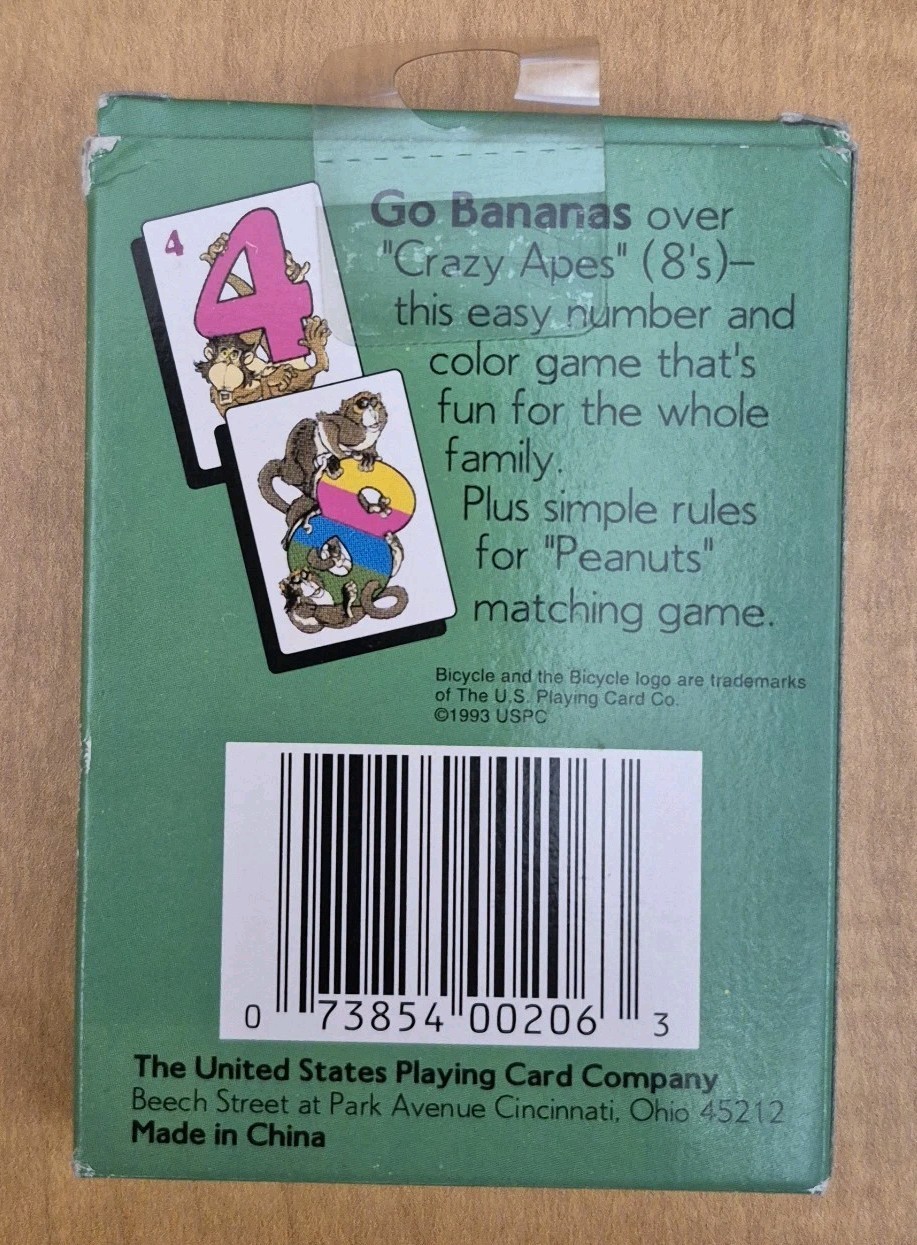 4
4
8
Go Bananas over
"Crazy Apes" (8's)–
this easy number and
color game that's
fun for the whole
family.
Plus simple rules
for "Peanuts"
matching game.
Bicycle and the Bicycle logo are trademarks
of The U.S. Playing Card Co.
©1993 USPC
0 73854 00206 3
The United States Playing Card Company
Beech Street at Park Avenue Cincinnati, Ohio 45212
Made in China